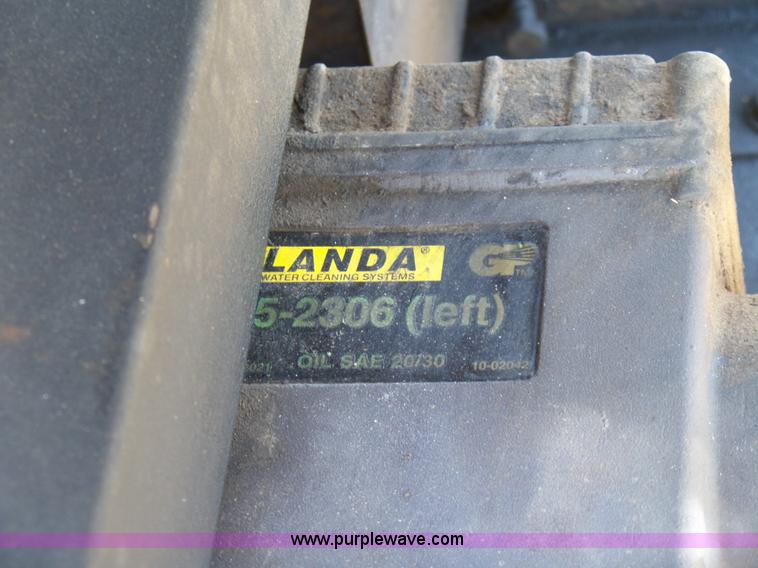 LANDA®
WATER CLEANING SYSTEMS
GP
5-2306 (left)
OIL SAE 20/30
10-02042
www.purplewave.com